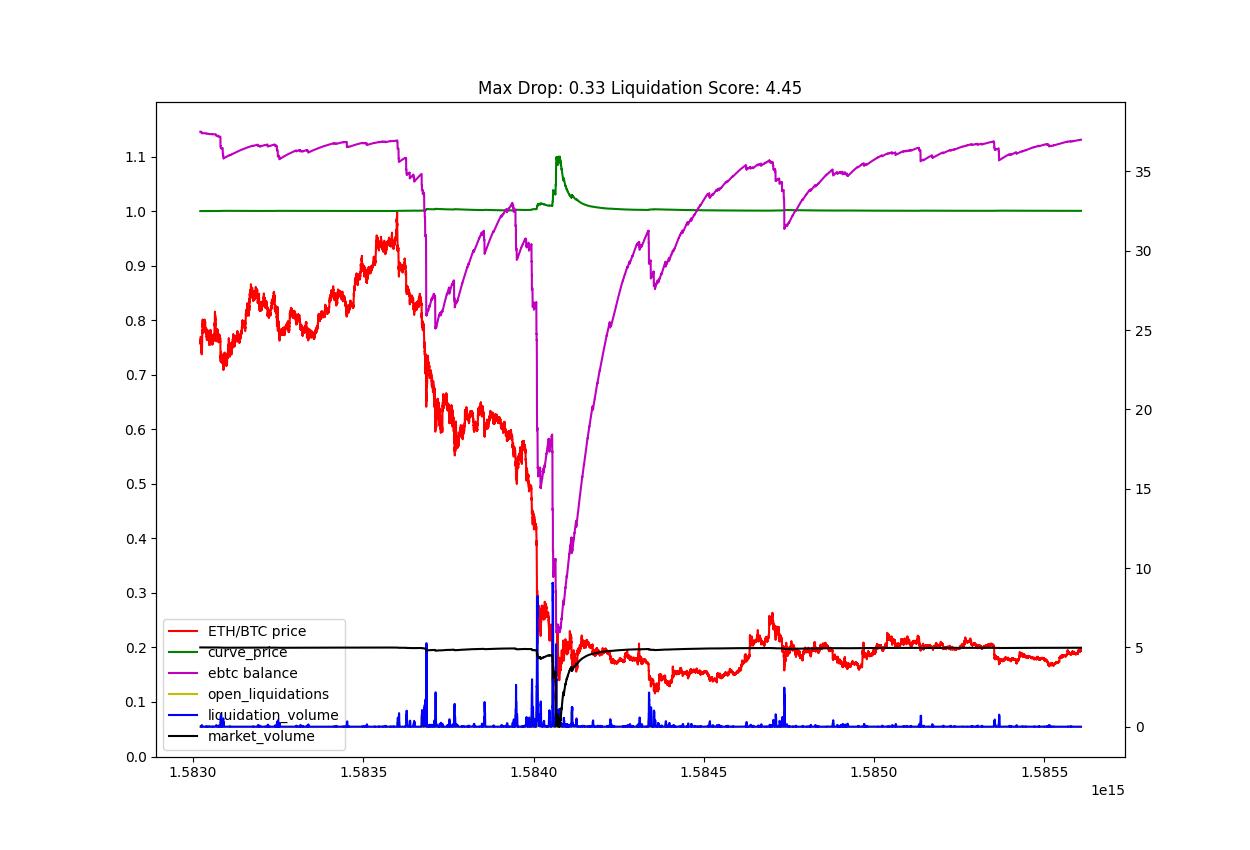 Max Drop: 0.33 Liquidation Score: 4.45
1.1
1.0
0.9
0.8
0.7
0.6
0.5
0.4
0.3
0.2
0.1
0.0
35
30
25
20
15
10
5
0
ETH/BTC price
curve_price
ebtc balance
open_liquidations
liquidation_volume
market_volume
1.5830 1.5835 1.5840 1.5845 1.5850 1.5855
1e15